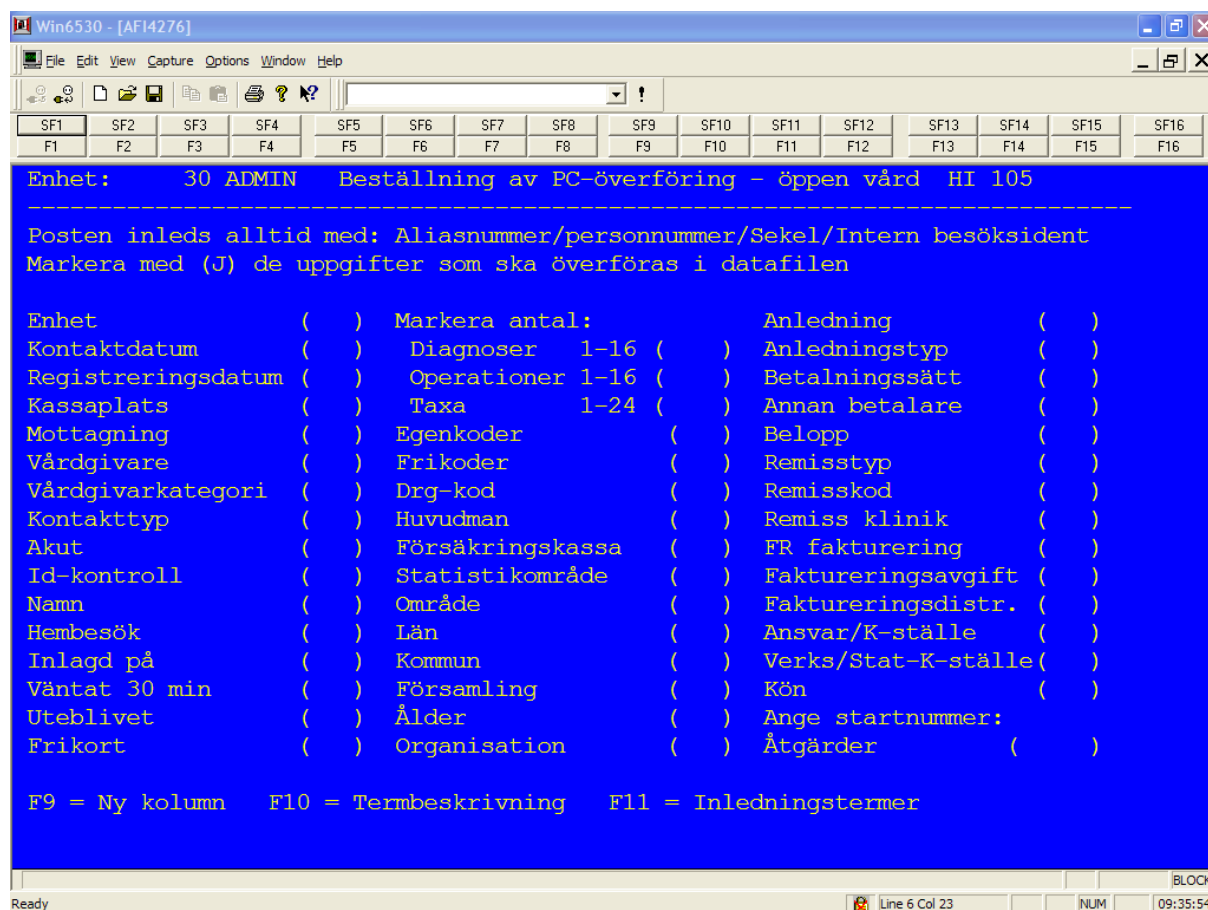 Win6530 - [AFI4276]
File Edit View Capture Options Window Help
SF1 SF2 SF3 SF4 SF5 SF6 SF7 SF8 SF9 SF10 SF11 SF12 SF13 SF14 SF15 SF16
F1 F2 F3 F4 F5 F6 F7 F8 F9 F10 F11 F12 F13 F14 F15 F16
Enhet: 30 ADMIN Beställning av PC-överföring - öppen vård HI 105
--------------------------------------------------------------------------------
Posten inleds alltid med: Aliasnummer/personnummer/Sekel/Intern besöksident
Markera med (J) de uppgifter som ska överföras i datafilen
Enhet ( ) Markera antal: Anledning ( )
Kontaktdatum ( ) Diagnoser 1-16 ( ) Anledningstyp ( )
Registreringsdatum ( ) Operationer 1-16 ( ) Betalningssätt ( )
Kassaplats ( ) Taxa 1-24 ( ) Annan betalare ( )
Mottagning ( ) Egenkoder ( ) Belopp ( )
Vårdgivare ( ) Frikoder ( ) Remisstyp ( )
Vårdgivarkategori ( ) Drg-kod ( ) Remisskod ( )
Kontakttyp ( ) Huvudman ( ) Remiss klinik ( )
Akut ( ) Försäkringskassa ( ) FR fakturering ( )
Id-kontroll ( ) Statistikområde ( ) Faktureringsavgift ( )
Namn ( ) Område ( ) Faktureringsdistr. ( )
Hembesök ( ) Län ( ) Ansvar/K-ställe ( )
Inlagd på ( ) Kommun ( ) Verks/Stat-K-ställe( )
Väntat 30 min ( ) Församling ( ) Kön ( )
Uteblivet ( ) Ålder ( ) Ange startnummer:
Frikort ( ) Organisation ( ) Åtgärder ( )
F9 = Ny kolumn F10 = Termbeskrivning F11 = Inledningstermer
BLOCK
Ready Line 6 Col 23 NUM 09:35:54